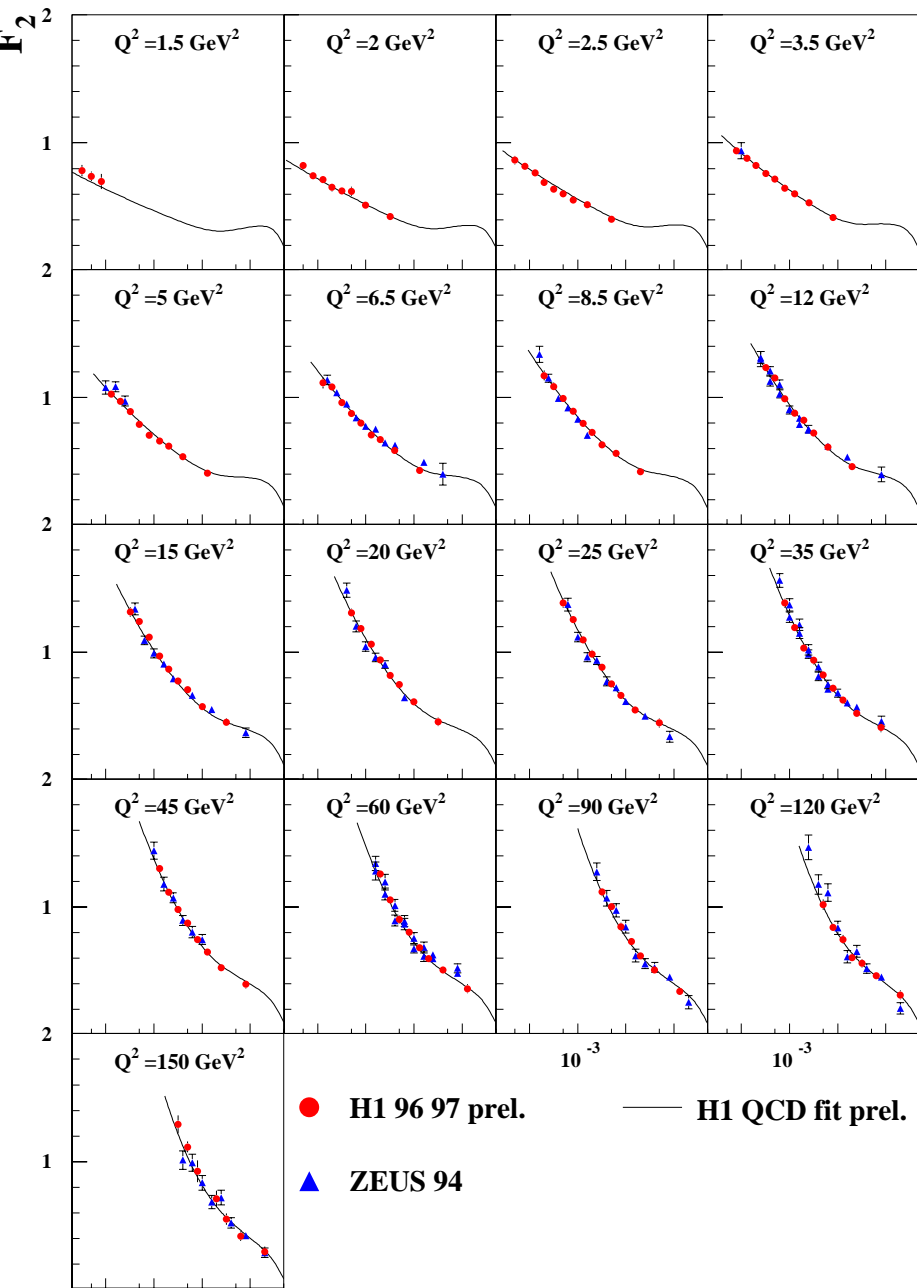 F₂
2
Q² =1.5 GeV² Q² =2 GeV² Q² =2.5 GeV² Q² =3.5 GeV²
1
2
Q² =5 GeV² Q² =6.5 GeV² Q² =8.5 GeV² Q² =12 GeV²
1
2
Q² =15 GeV² Q² =20 GeV² Q² =25 GeV² Q² =35 GeV²
1
2
Q² =45 GeV² Q² =60 GeV² Q² =90 GeV² Q² =120 GeV²
1
2
10⁻³ 10⁻³
Q² =150 GeV²
H1 96 97 prel. H1 QCD fit prel.
1
ZEUS 94